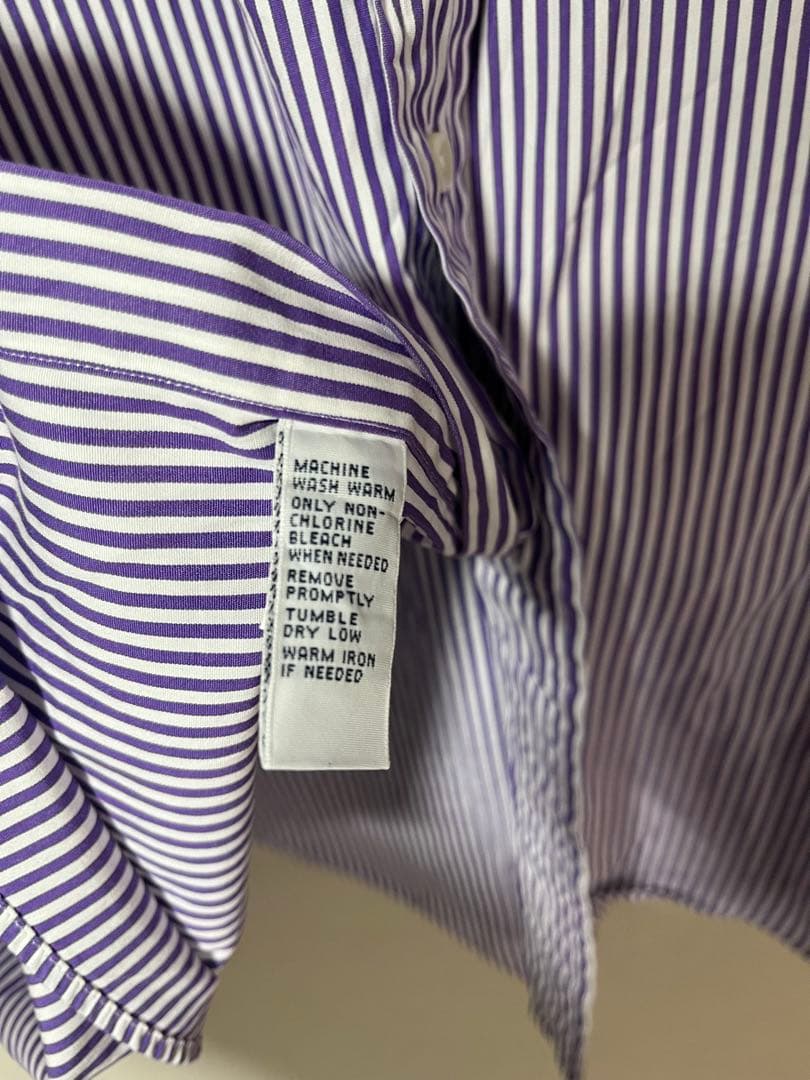 MACHINE
WASH WARM
ONLY NON-
CHLORINE
BLEACH
WHEN NEEDED
REMOVE
PROMPTLY
TUMBLE
DRY LOW
WARM IRON
IF NEEDED